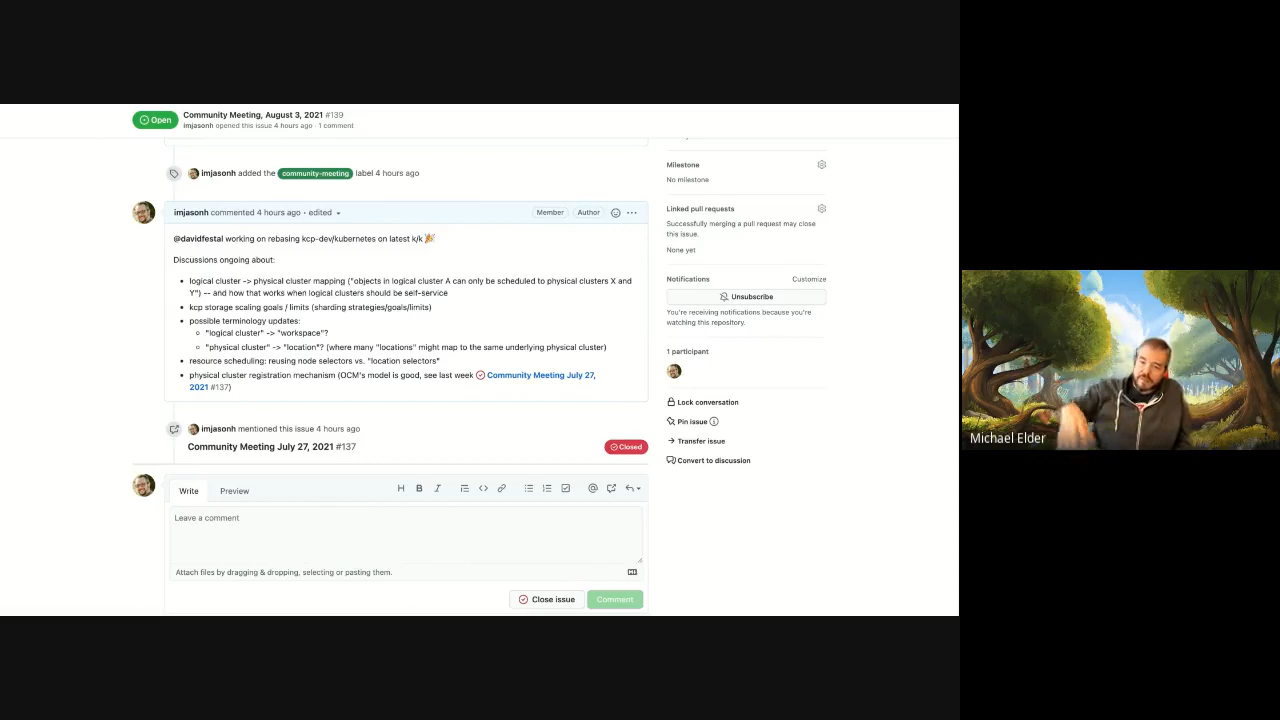 Open
Community Meeting, August 3, 2021 #139
imjasonh opened this issue 4 hours ago · 1 comment
imjasonh added the community-meeting label 4 hours ago
imjasonh commented 4 hours ago · edited
Member
Author
@davidfestal working on rebasing kcp-dev/kubernetes on latest k/k 🎉
Discussions ongoing about:
• logical cluster -> physical cluster mapping ("objects in logical cluster A can only be scheduled to physical clusters X and
Y") -- and how that works when logical clusters should be self-service
• kcp storage scaling goals / limits (sharding strategies/goals/limits)
• possible terminology updates:
◦ "logical cluster" -> "workspace"?
◦ "physical cluster" -> "location"? (where many "locations" might map to the same underlying physical cluster)
• resource scheduling: reusing node selectors vs. "location selectors"
• physical cluster registration mechanism (OCM's model is good, see last week Community Meeting July 27,
2021 #137)
imjasonh mentioned this issue 4 hours ago
Community Meeting July 27, 2021 #137
Closed
Write
Preview
Leave a comment
Attach files by dragging & dropping, selecting or pasting them.
Close issue
Comment
Milestone
No milestone
Linked pull requests
Successfully merging a pull request may close
this issue.
None yet
Notifications
Customize
Unsubscribe
You're receiving notifications because you're
watching this repository.
1 participant
Lock conversation
Pin issue
Transfer issue
Convert to discussion
Michael Elder